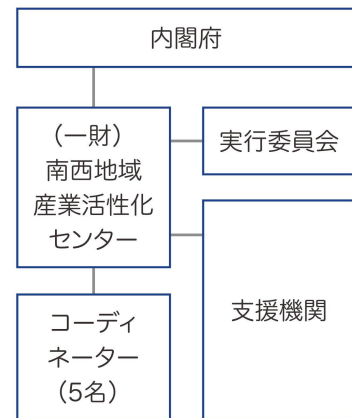 内閣府
(一財)
南西地域
産業活性化
センター
実行委員会
コーディ
ネーター
(5名)
支援機関